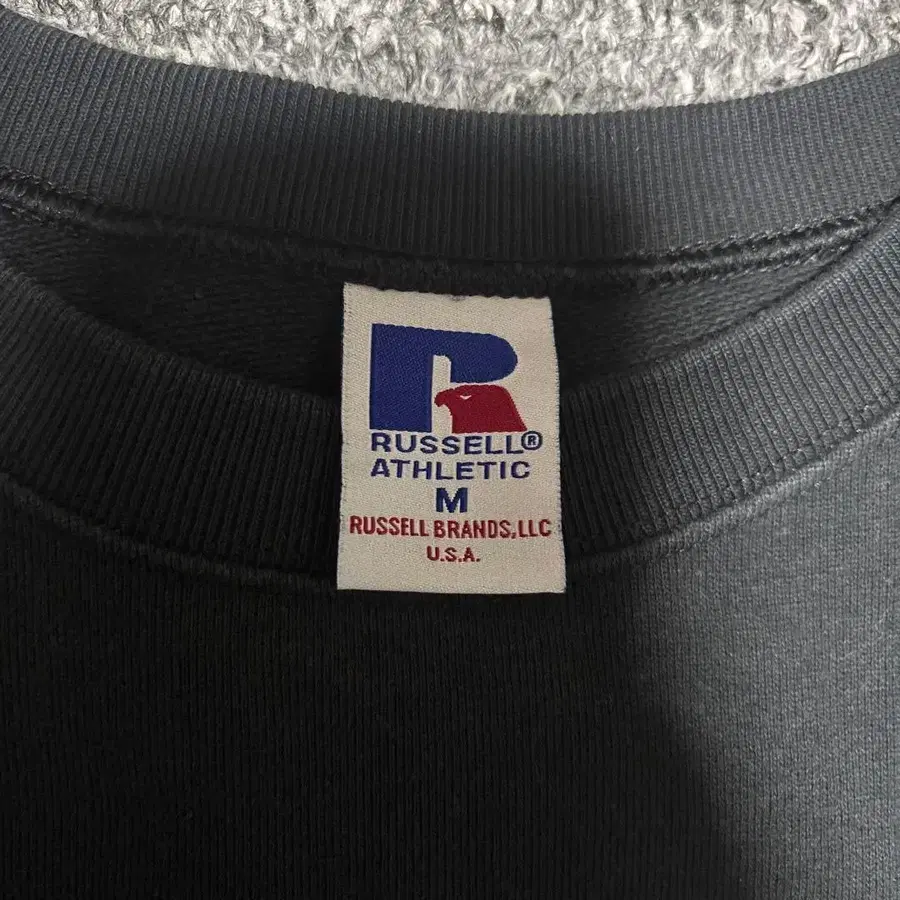 R
RUSSELL®
ATHLETIC
M
RUSSELL BRANDS,LLC
U.S.A.